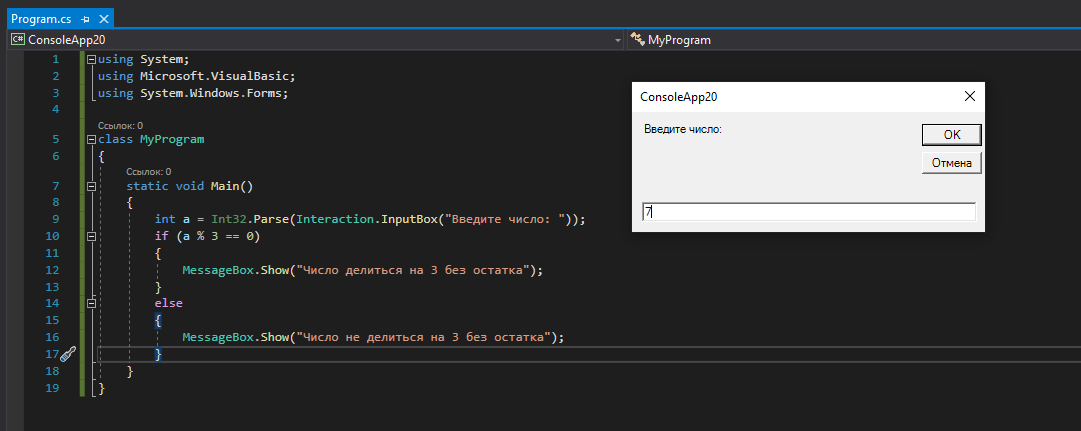 Program.cs
C# ConsoleApp20
MyProgram
1 using System;
2 using Microsoft.VisualBasic;
3 using System.Windows.Forms;
4
Ссылок: 0
5 class MyProgram
6 {
Ссылок: 0
7 static void Main()
8 {
9 int a = Int32.Parse(Interaction.InputBox("Введите число: "));
10 if (a % 3 == 0)
11 {
12 MessageBox.Show("Число делиться на 3 без остатка");
13 }
14 else
15 {
16 MessageBox.Show("Число не делиться на 3 без остатка");
17 }
18 }
19 }
ConsoleApp20
Введите число:
OK
Отмена
7